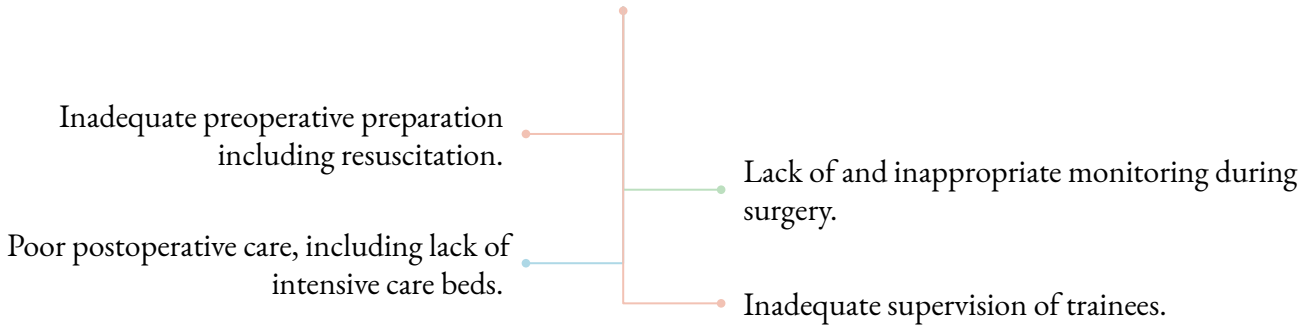 Inadequate preoperative preparation
including resuscitation.
Lack of and inappropriate monitoring during
surgery.
Poor postoperative care, including lack of
intensive care beds.
Inadequate supervision of trainees.